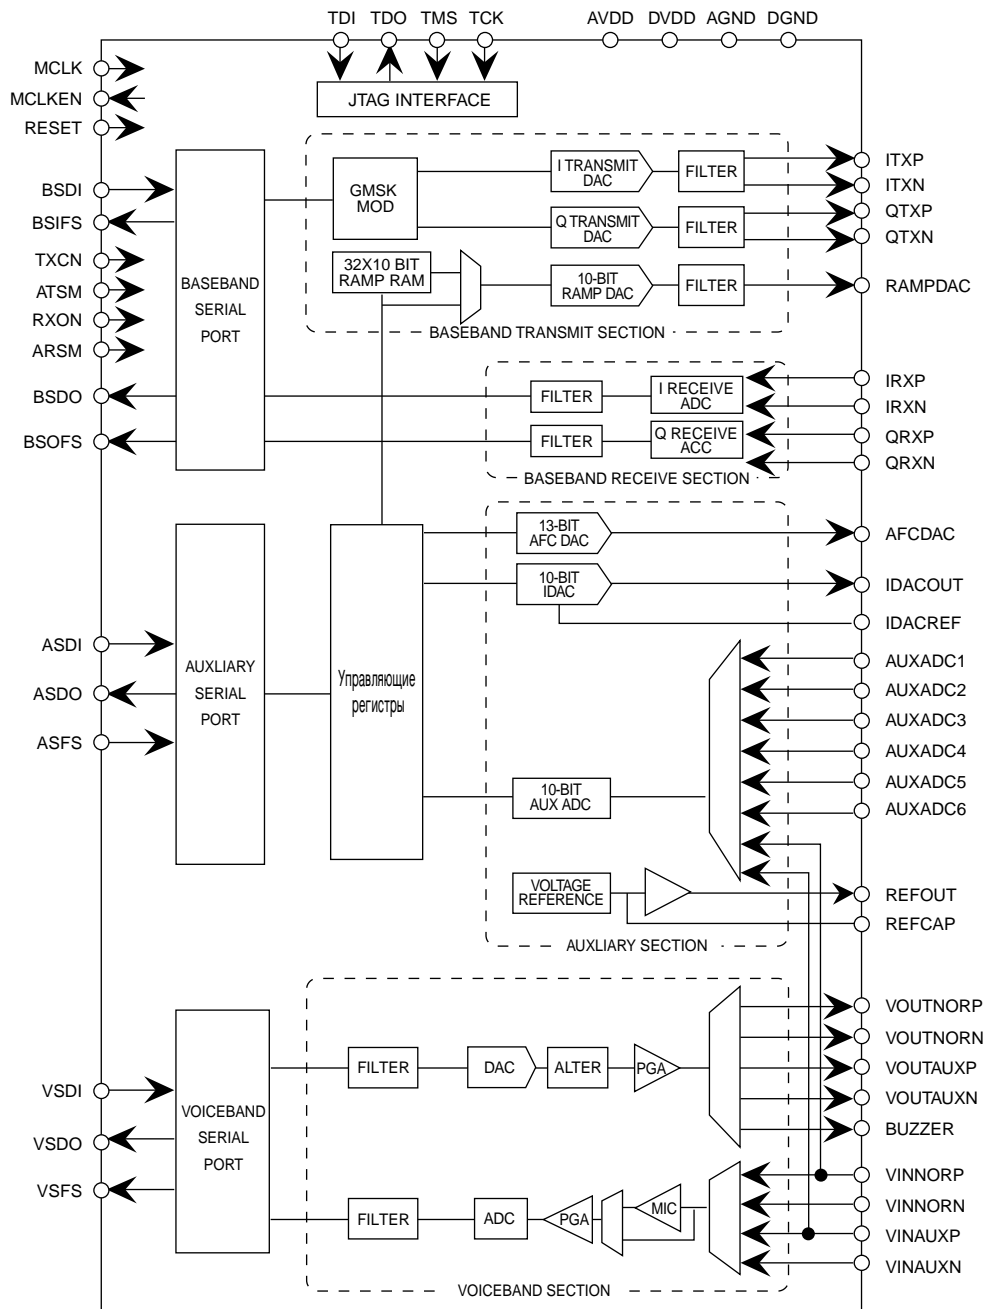 TDI TDO TMS TCK AVDD DVDD AGND DGND
MCLK
MCLKEN
RESET
JTAG INTERFACE
BSDI
BSIFS
TXCN
ATSM
RXON
ARSM
BSDO
BSOFS
BASEBAND
SERIAL
PORT
GMSK
MOD
I TRANSMIT
DAC
FILTER
Q TRANSMIT
DAC
FILTER
32X10 BIT
RAMP RAM
10-BIT
RAMP DAC
FILTER
BASEBAND TRANSMIT SECTION
ITXP
ITXN
QTXP
QTXN
RAMPDAC
FILTER
I RECEIVE
ADC
FILTER
Q RECEIVE
ACC
BASEBAND RECEIVE SECTION
IRXP
IRXN
QRXP
QRXN
ASDI
ASDO
ASFS
AUXLIARY
SERIAL
PORT
Управляющие
регистры
13-BIT
AFC DAC
10-BIT
IDAC
10-BIT
AUX ADC
VOLTAGE
REFERENCE
AUXLIARY SECTION
AFCDAC
IDACOUT
IDACREF
AUXADC1
AUXADC2
AUXADC3
AUXADC4
AUXADC5
AUXADC6
REFOUT
REFCAP
VSDI
VSDO
VSFS
VOICEBAND
SERIAL
PORT
FILTER
DAC
ALTER
PGA
FILTER
ADC
PGA
MIC
VOICEBAND SECTION
VOUTNORP
VOUTNORN
VOUTAUXP
VOUTAUXN
BUZZER
VINNORP
VINNORN
VINAUXP
VINAUXN